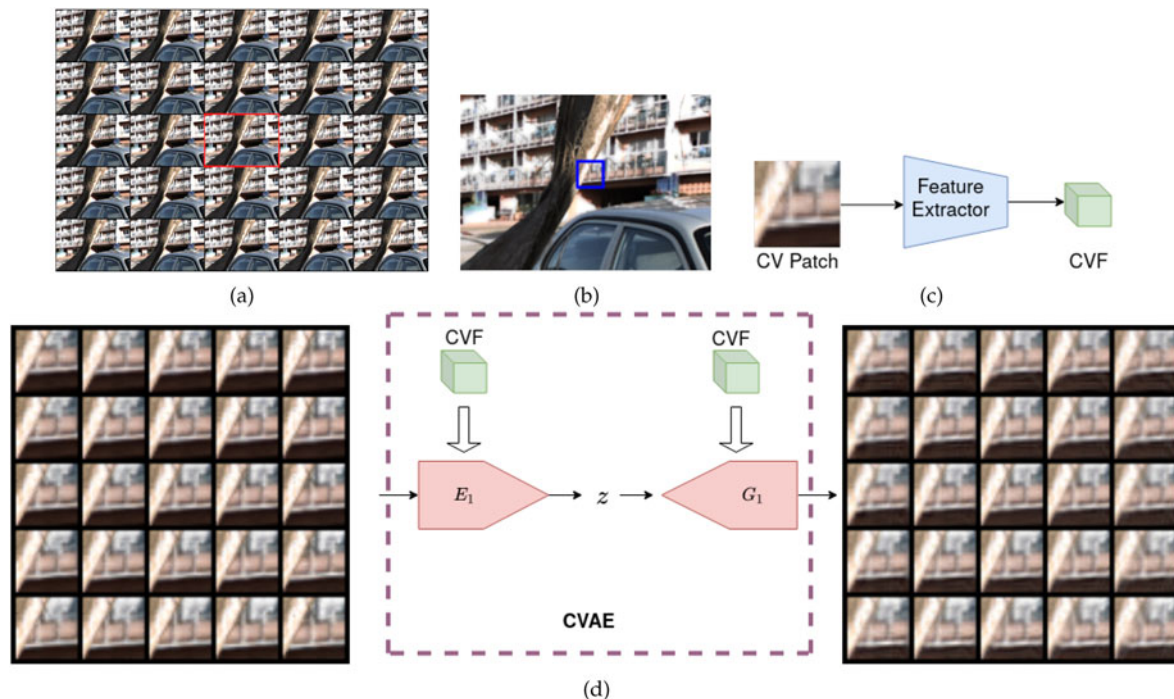 (a)
(b)
CV Patch
Feature
Extractor
CVF
(c)
CVF
CVF
E₁
z
G₁
CVAE
(d)